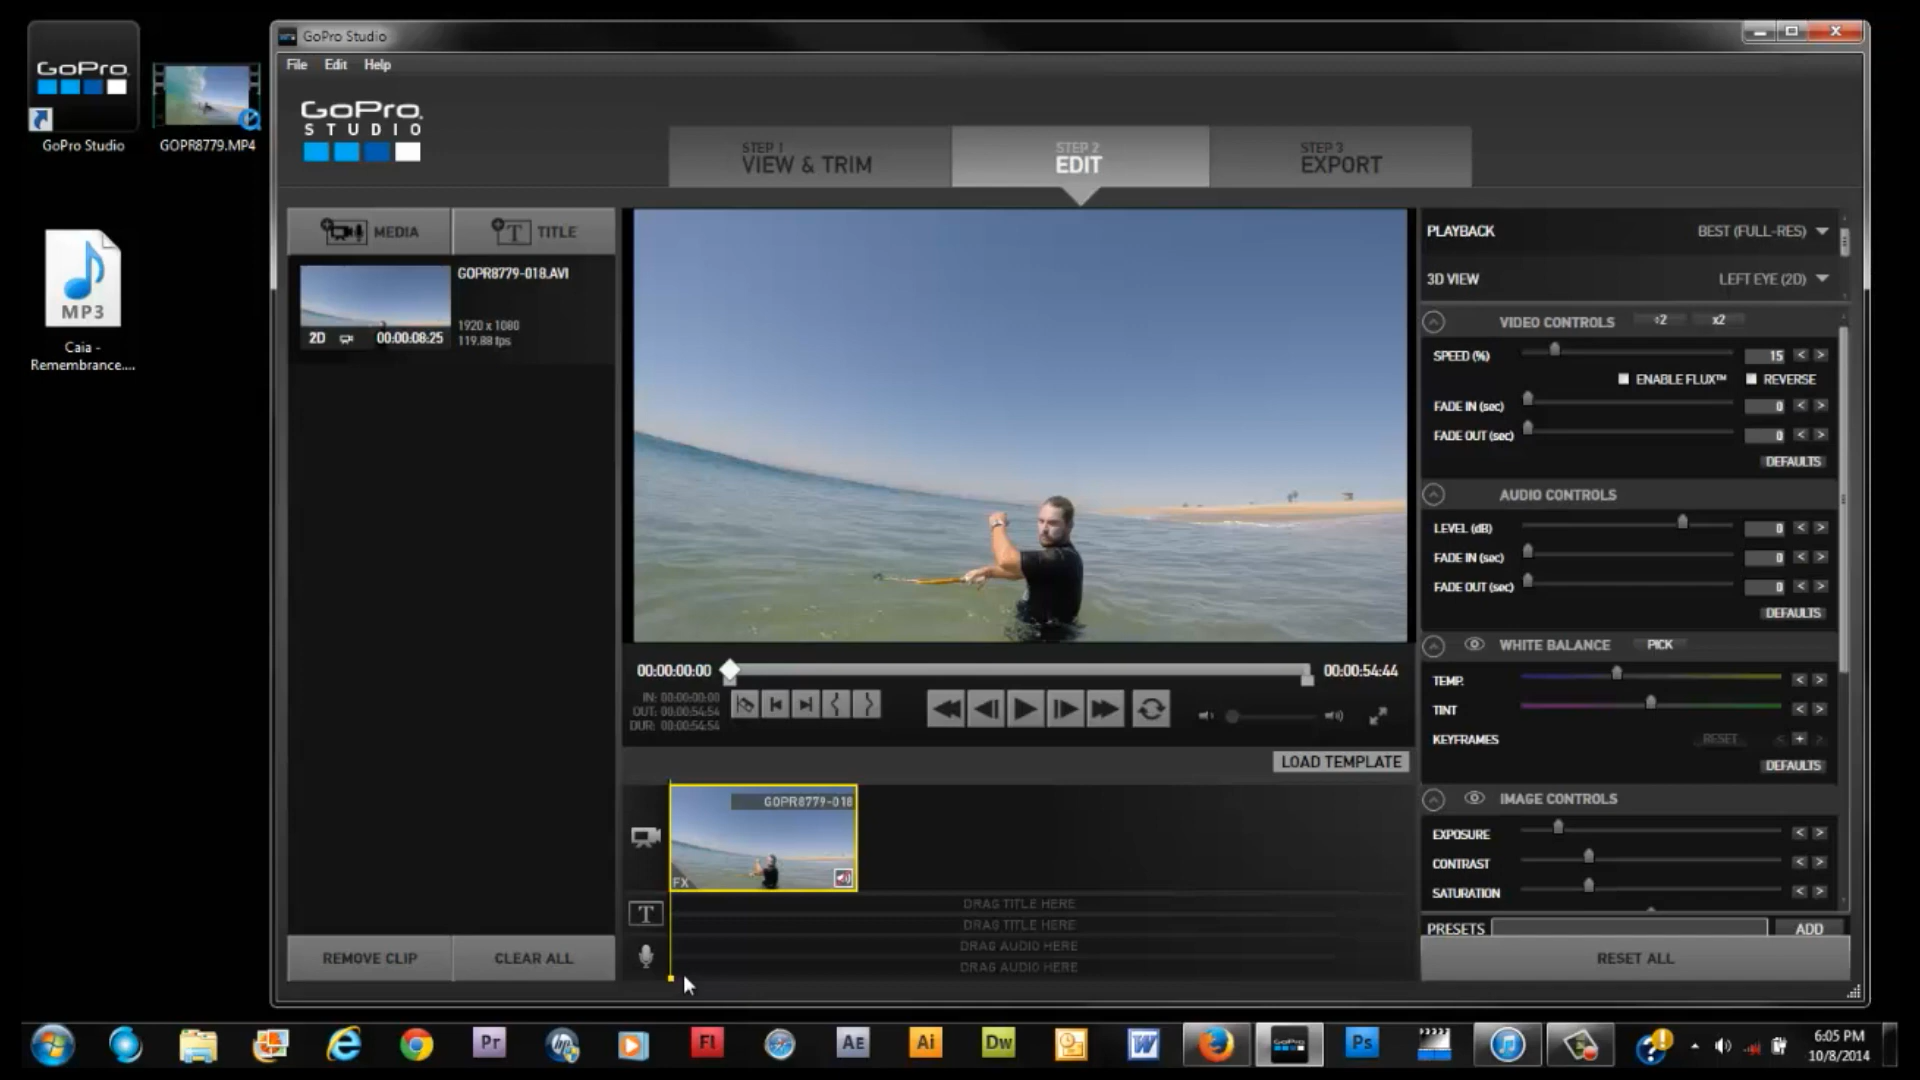 GoPro
GoPro Studio
GOPR8779.MP4
MP3
Caia -
Remembrance....
GoPro Studio
File Edit Help
GoPro
STUDIO
STEP 1
VIEW & TRIM
STEP 2
EDIT
STEP 3
EXPORT
MEDIA
T TITLE
GOPR8779-018.AVI
1920 x 1080
119.88 fps
2D 00:00:08:25
REMOVE CLIP
CLEAR ALL
00:00:00:00
00:00:54:44
IN: 00:00:00:00
OUT: 00:00:54:54
DUR: 00:00:54:54
LOAD TEMPLATE
GOPR8779-018
FX
T
DRAG TITLE HERE
DRAG TITLE HERE
DRAG AUDIO HERE
DRAG AUDIO HERE
PLAYBACK BEST (FULL-RES)
3D VIEW LEFT EYE (2D)
VIDEO CONTROLS ÷2 x2
SPEED (%) 15 < >
ENABLE FLUX™ REVERSE
FADE IN (sec) 0 < >
FADE OUT (sec) 0 < >
DEFAULTS
AUDIO CONTROLS
LEVEL (dB) 0 < >
FADE IN (sec) 0 < >
FADE OUT (sec) 0 < >
DEFAULTS
WHITE BALANCE PICK
TEMP. < >
TINT < >
KEYFRAMES RESET < + >
DEFAULTS
IMAGE CONTROLS
EXPOSURE < >
CONTRAST < >
SATURATION < >
PRESETS ADD
RESET ALL
Pr
hp
Fl
AE
Ai
Dw
W
GoPro
Ps
6:05 PM
10/8/2014